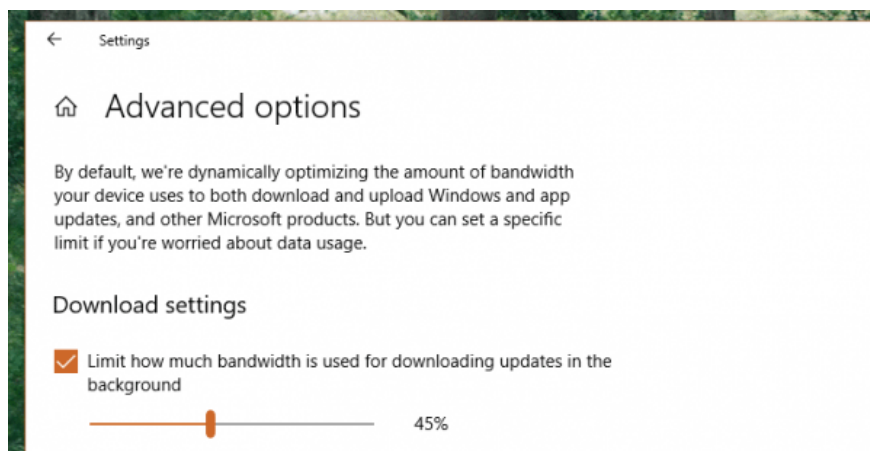 Settings
Advanced options
By default, we're dynamically optimizing the amount of bandwidth
your device uses to both download and upload Windows and app
updates, and other Microsoft products. But you can set a specific
limit if you're worried about data usage.
Download settings
Limit how much bandwidth is used for downloading updates in the
background
45%